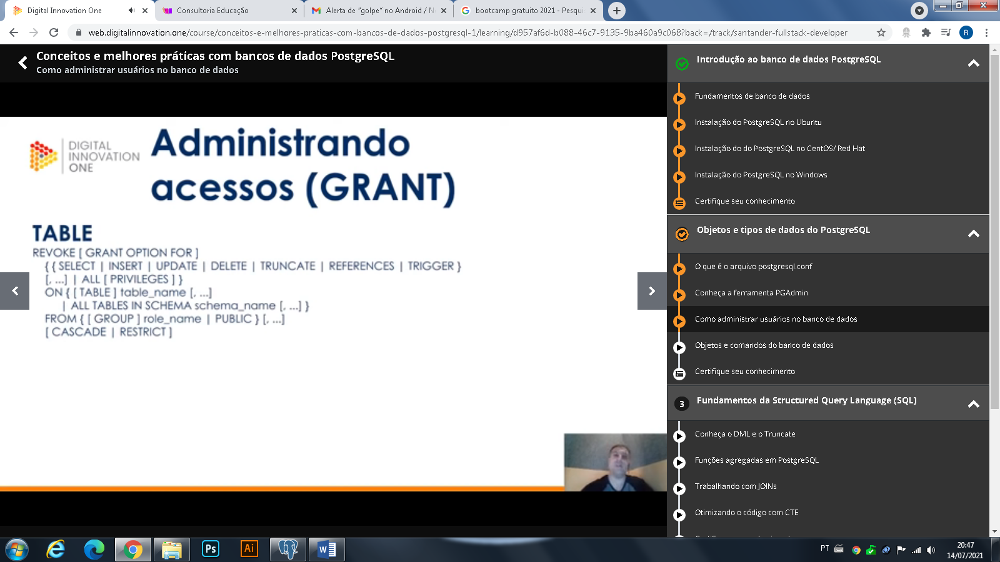 Digital Innovation One
Consultoria Educação
Alerta de "golpe" no Android / N
bootcamp gratuito 2021 - Pesqui
web.digitalinnovation.one/course/conceitos-e-melhores-praticas-com-bancos-de-dados-postgresql-1/learning/d957af6d-b088-46c7-9135-9ba460a9c068?back=/track/santander-fullstack-developer
R
Conceitos e melhores práticas com bancos de dados PostgreSQL
Como administrar usuários no banco de dados
DIGITAL
INNOVATION
ONE
Administrando
acessos (GRANT)
TABLE
REVOKE [ GRANT OPTION FOR ]
{ { SELECT | INSERT | UPDATE | DELETE | TRUNCATE | REFERENCES | TRIGGER }
[, ...] | ALL [ PRIVILEGES ] }
ON { [ TABLE ] table_name [, ...]
| ALL TABLES IN SCHEMA schema_name [, ...] }
FROM { [ GROUP ] role_name | PUBLIC } [, ...]
[ CASCADE | RESTRICT ]
Introdução ao banco de dados PostgreSQL
Fundamentos de banco de dados
Instalação do PostgreSQL no Ubuntu
Instalação do do PostgreSQL no CentOS/ Red Hat
Instalação do PostgreSQL no Windows
Certifique seu conhecimento
Objetos e tipos de dados do PostgreSQL
O que é o arquivo postgresql.conf
Conheça a ferramenta PGAdmin
Como administrar usuários no banco de dados
Objetos e comandos do banco de dados
Certifique seu conhecimento
3
Fundamentos da Structured Query Language (SQL)
Conheça o DML e o Truncate
Funções agregadas em PostgreSQL
Trabalhando com JOINs
Otimizando o código com CTE
Ps
Ai
PT
20:47
14/07/2021